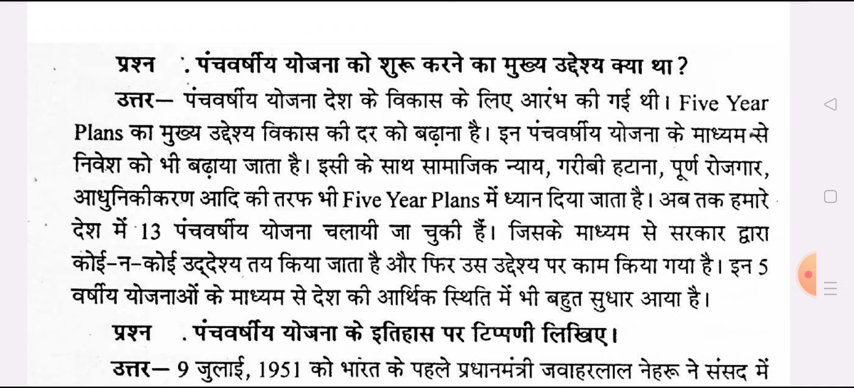 प्रश्न . पंचवर्षीय योजना को शुरू करने का मुख्य उद्देश्य क्या था?
उत्तर— पंचवर्षीय योजना देश के विकास के लिए आरंभ की गई थी। Five Year
Plans का मुख्य उद्देश्य विकास की दर को बढ़ाना है। इन पंचवर्षीय योजना के माध्यम से
निवेश को भी बढ़ाया जाता है। इसी के साथ सामाजिक न्याय, गरीबी हटाना, पूर्ण रोजगार,
आधुनिकीकरण आदि की तरफ भी Five Year Plans में ध्यान दिया जाता है। अब तक हमारे
देश में 13 पंचवर्षीय योजना चलायी जा चुकी हैं। जिसके माध्यम से सरकार द्वारा
कोई-न-कोई उद्देश्य तय किया जाता है और फिर उस उद्देश्य पर काम किया गया है। इन 5
वर्षीय योजनाओं के माध्यम से देश की आर्थिक स्थिति में भी बहुत सुधार आया है।
प्रश्न . पंचवर्षीय योजना के इतिहास पर टिप्पणी लिखिए।
उत्तर— 9 जुलाई, 1951 को भारत के पहले प्रधानमंत्री जवाहरलाल नेहरू ने संसद में